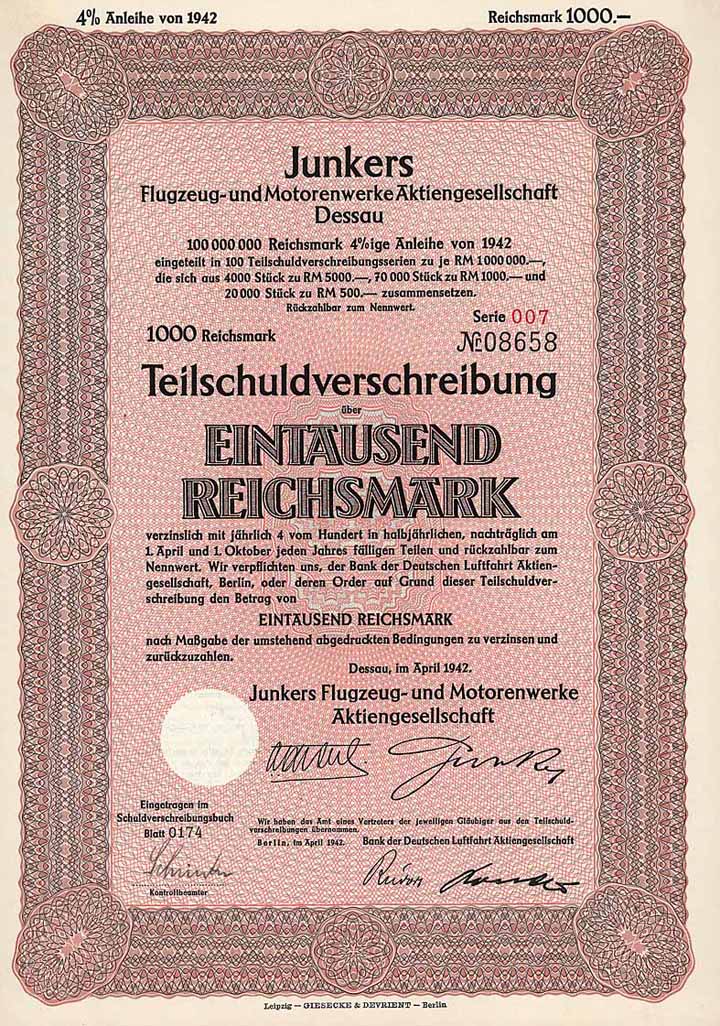 4% Anleihe von 1942 Reichsmark 1000.—
Junkers
Flugzeug- und Motorenwerke Aktiengesellschaft
Dessau
100 000 000 Reichsmark 4%ige Anleihe von 1942
eingeteilt in 100 Teilschuldverschreibungsserien zu je RM 1 000 000.—,
die sich aus 4000 Stück zu RM 5000.—, 70 000 Stück zu RM 1000.— und
20 000 Stück zu RM 500.— zusammensetzen.
Rückzahlbar zum Nennwert.
Serie 007
1000 Reichsmark № 08658
Teilschuldverschreibung
über
EINTAUSEND
REICHSMARK
verzinslich mit jährlich 4 vom Hundert in halbjährlichen, nachträglich am
1. April und 1. Oktober jeden Jahres fälligen Teilen und rückzahlbar zum
Nennwert. Wir verpflichten uns, der Bank der Deutschen Luftfahrt Aktien-
gesellschaft, Berlin, oder deren Order auf Grund dieser Teilschuldver-
schreibung den Betrag von
EINTAUSEND REICHSMARK
nach Maßgabe der umstehend abgedruckten Bedingungen zu verzinsen und
zurückzuzahlen.
Dessau, im April 1942.
Junkers Flugzeug- und Motorenwerke
Aktiengesellschaft
Eingetragen im
Schuldverschreibungsbuch
Blatt 0174
Kontrollbeamter.
Wir haben das Amt eines Vertreters der jeweiligen Gläubiger aus den Teilschuld-
verschreibungen übernommen.
Berlin, im April 1942. Bank der Deutschen Luftfahrt Aktiengesellschaft
Leipzig — GIESECKE & DEVRIENT — Berlin